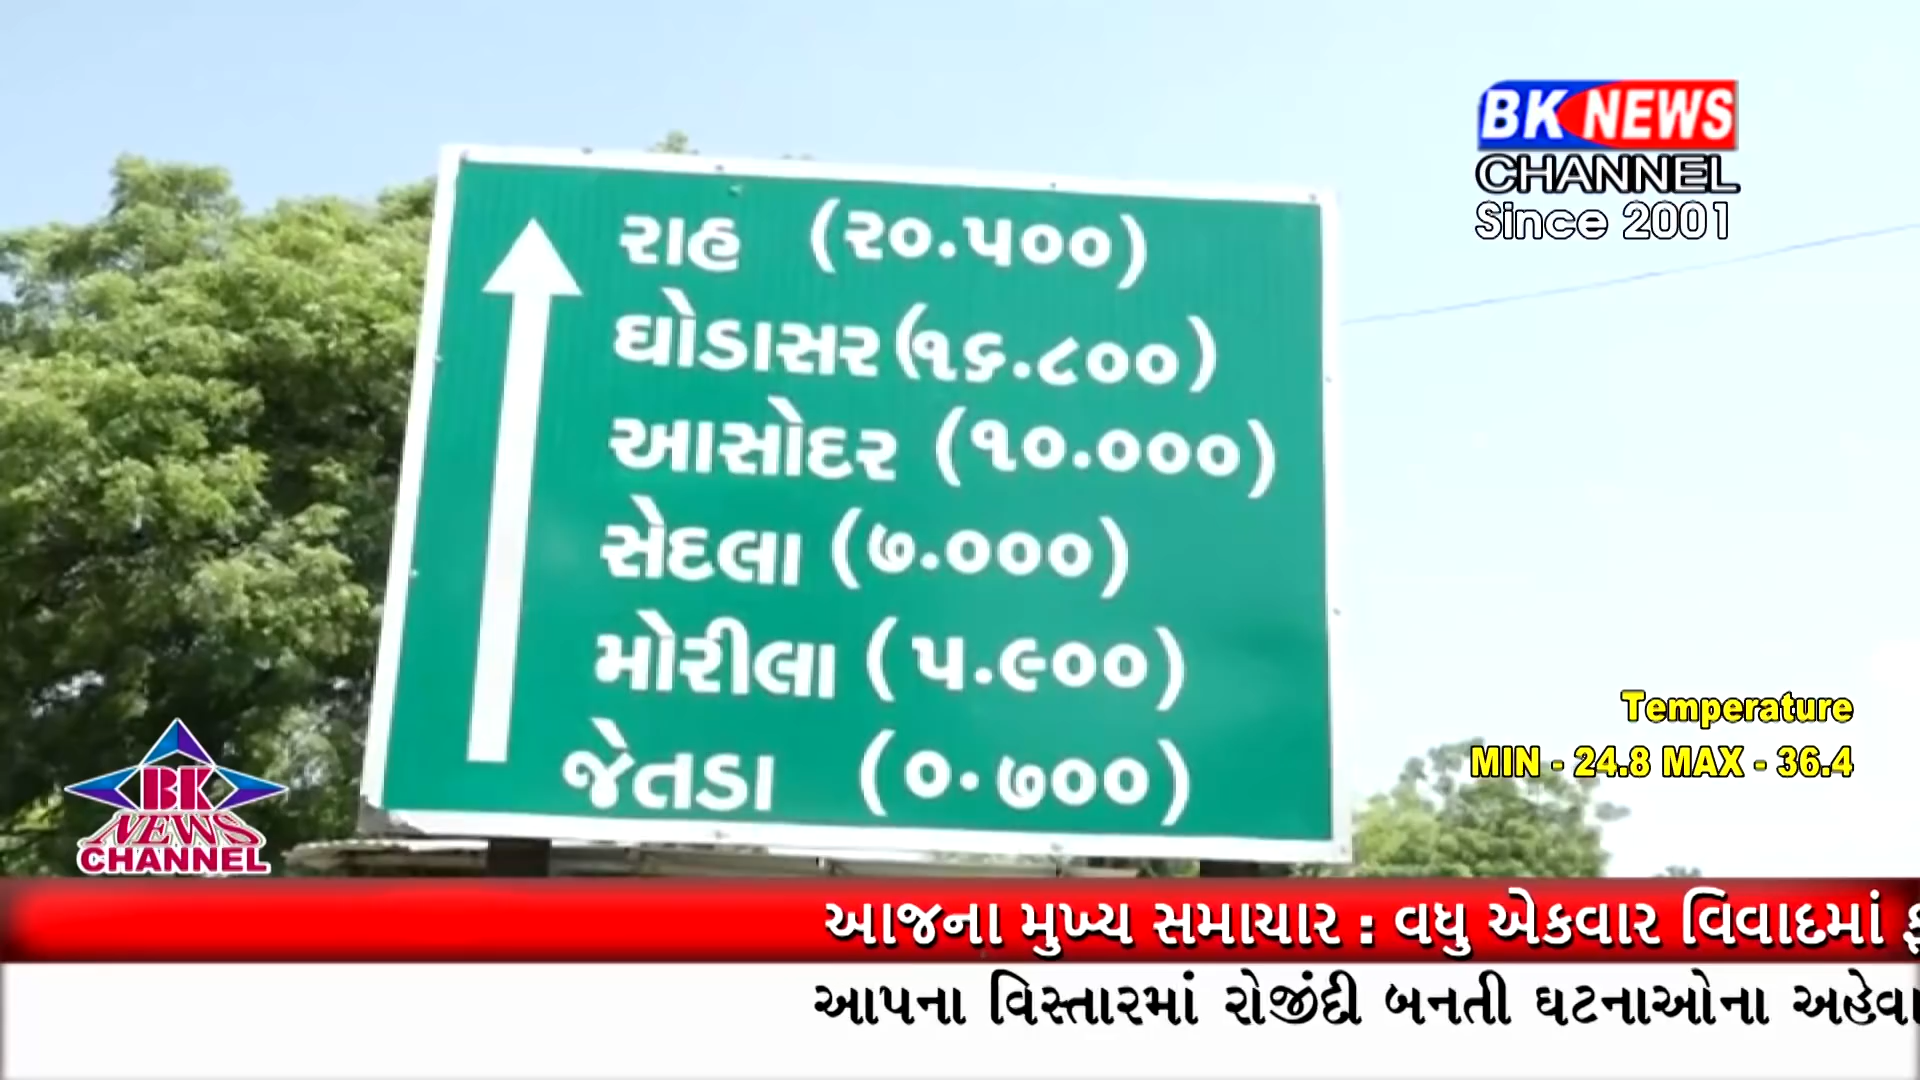 BK NEWS
CHANNEL
Since 2001
રાહ (૨૦.૫૦૦)
ઘોડાસર (૧૬.૮૦૦)
આસોદર (૧૦.૦૦૦)
સેદલા (૭.૦૦૦)
મોરીલા (૫.૯૦૦)
જેતડા (૦.૭૦૦)
Temperature
MIN - 24.8 MAX - 36.4
BK
NEWS
CHANNEL
આજના મુખ્ય સમાચાર : વધુ એકવાર વિવાદમાં
આપના વિસ્તારમાં રોજીંદી બનતી ઘટનાઓના અહેવા